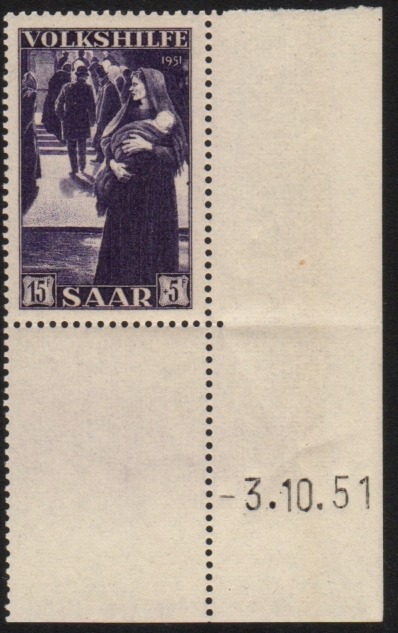 VOLKSHILFE
1951
15F SAAR +5F
-3.10.51